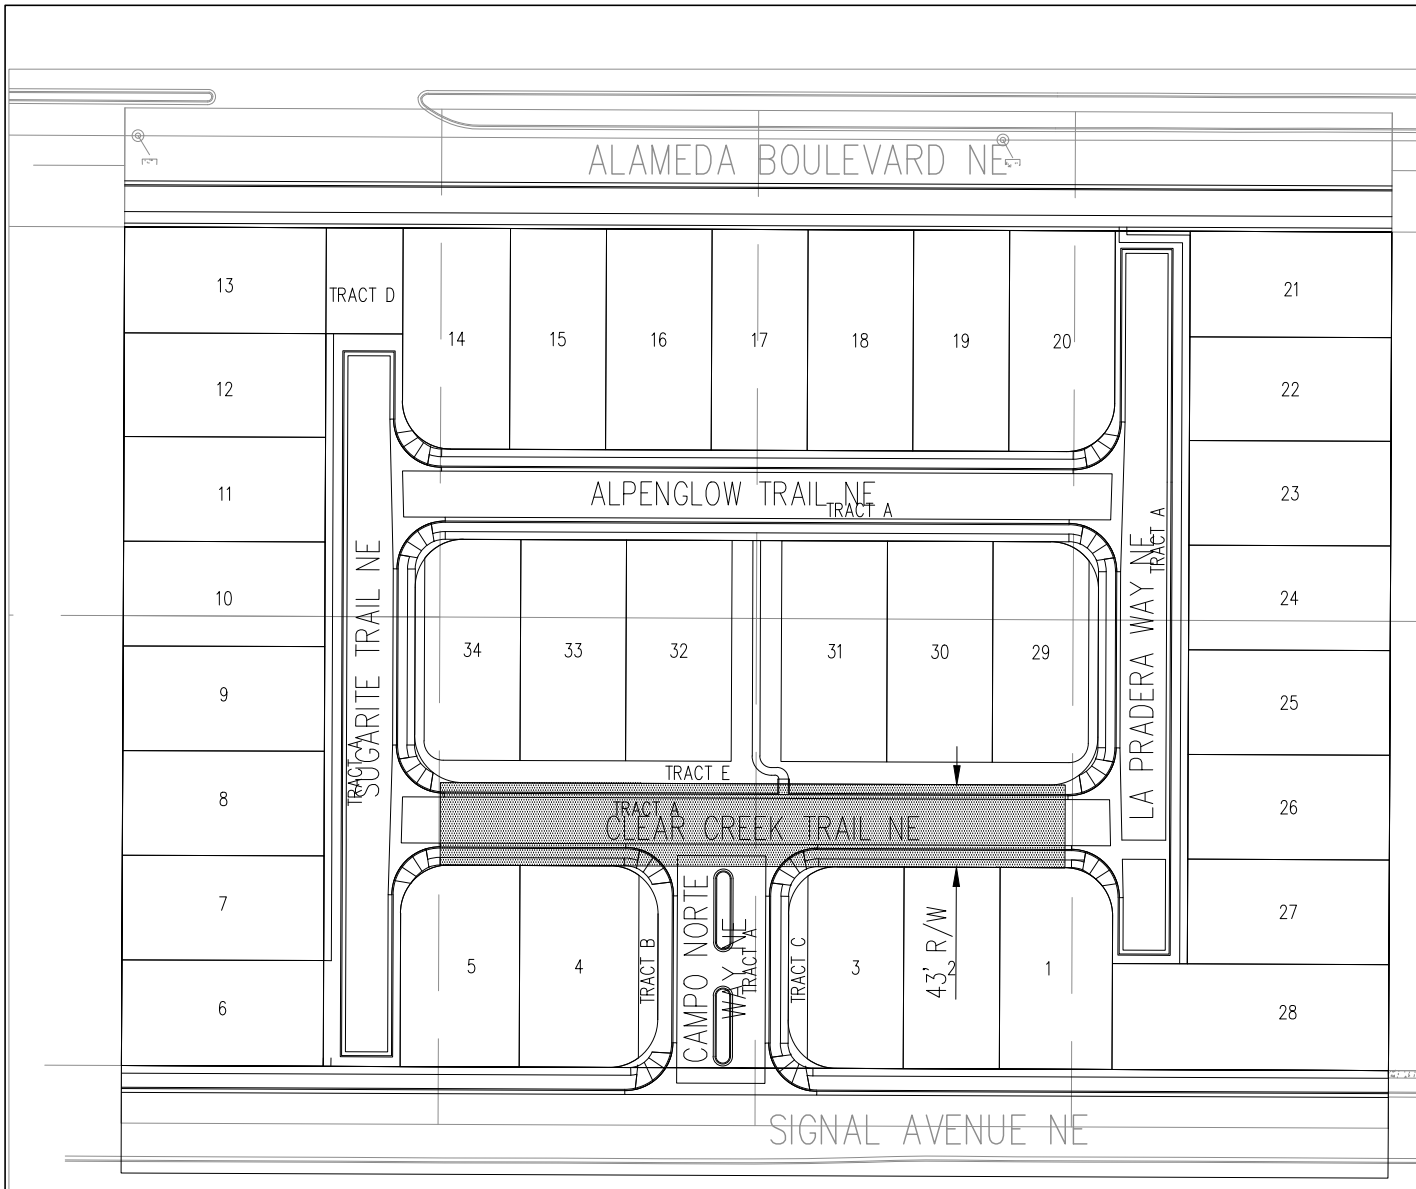 ALAMEDA BOULEVARD NE
13
TRACT D
21
14
15
16
17
18
19
20
12
22
11
ALPENGLOW TRAIL NE
TRACT A
23
TRACT A
SUGARITE TRAIL NE
TRACT A
LA PRADERA WAY NE
10
24
34
33
32
31
30
29
9
25
TRACT E
8
TRACT A
CLEAR CREEK TRAIL NE
26
7
27
CAMPO NORTE
WAY NE
TRACT A
TRACT B
TRACT C
43' R/W
5
4
3
2
1
6
28
SIGNAL AVENUE NE